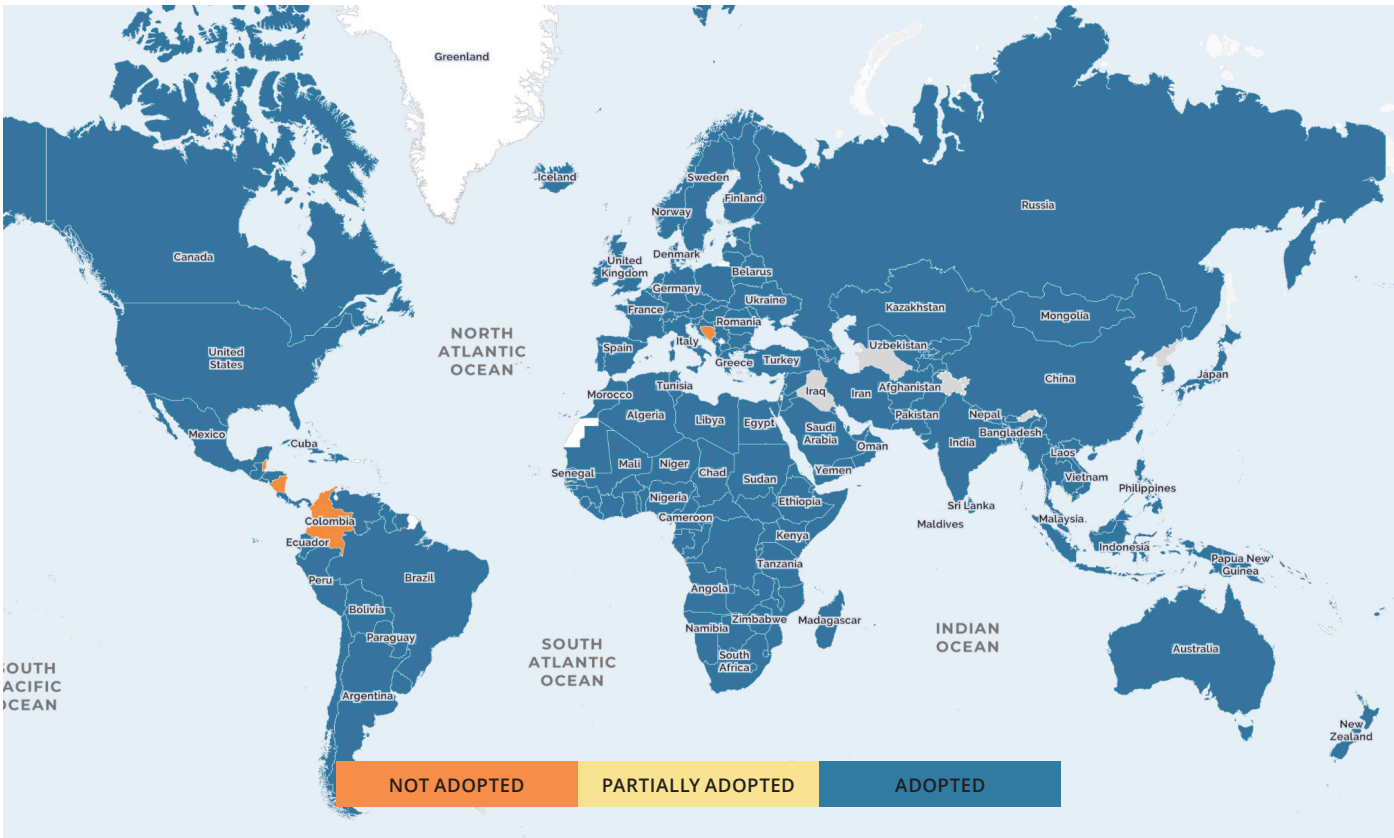 Greenland
Iceland
Sweden
Finland
Norway
Russia
Canada
United
Kingdom
Denmark
Belarus
Germany
Ukraine
Kazakhstan
France
Mongolia
Romania
NORTH
ATLANTIC
OCEAN
United
States
Spain
Italy
Greece
Turkey
Uzbekistan
China
Japan
Tunisia
Morocco
Iraq
Iran
Afghanistan
Algeria
Libya
Egypt
Pakistan
Nepal
Mexico
Cuba
Saudi
Arabia
India
Bangladesh
Oman
Laos
Senegal
Mali
Niger
Chad
Sudan
Yemen
Vietnam
Philippines
Nigeria
Ethiopia
Sri Lanka
Colombia
Cameroon
Maldives
Malaysia
Ecuador
Kenya
Indonesia
Papua New
Guinea
Tanzania
Peru
Brazil
Angola
Bolivia
Zimbabwe
Madagascar
Namibia
INDIAN
OCEAN
Paraguay
SOUTH
ATLANTIC
OCEAN
South
Africa
Australia
OUTH
ACIFIC
OCEAN
Argentina
New
Zealand
NOT ADOPTED
PARTIALLY ADOPTED
ADOPTED